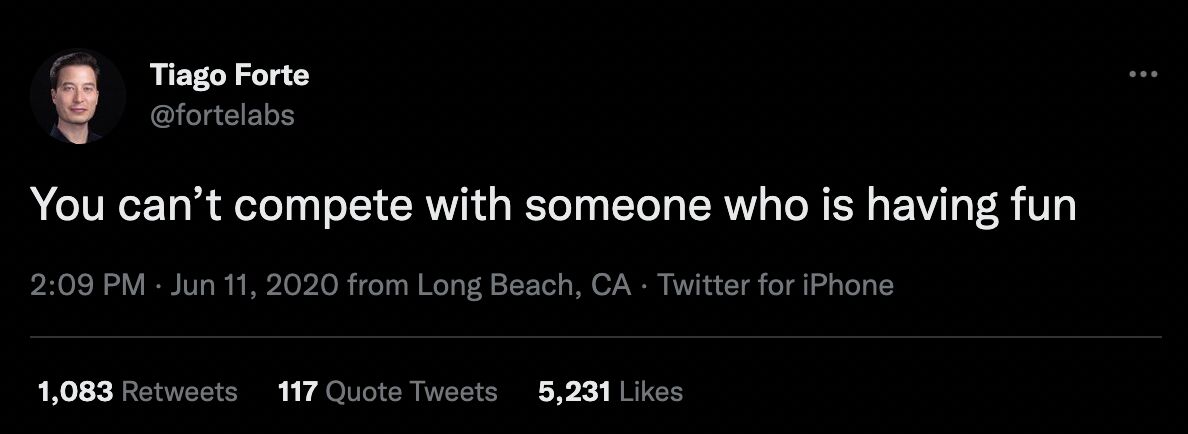 Tiago Forte
@fortelabs
You can’t compete with someone who is having fun
2:09 PM · Jun 11, 2020 from Long Beach, CA · Twitter for iPhone
1,083 Retweets 117 Quote Tweets 5,231 Likes